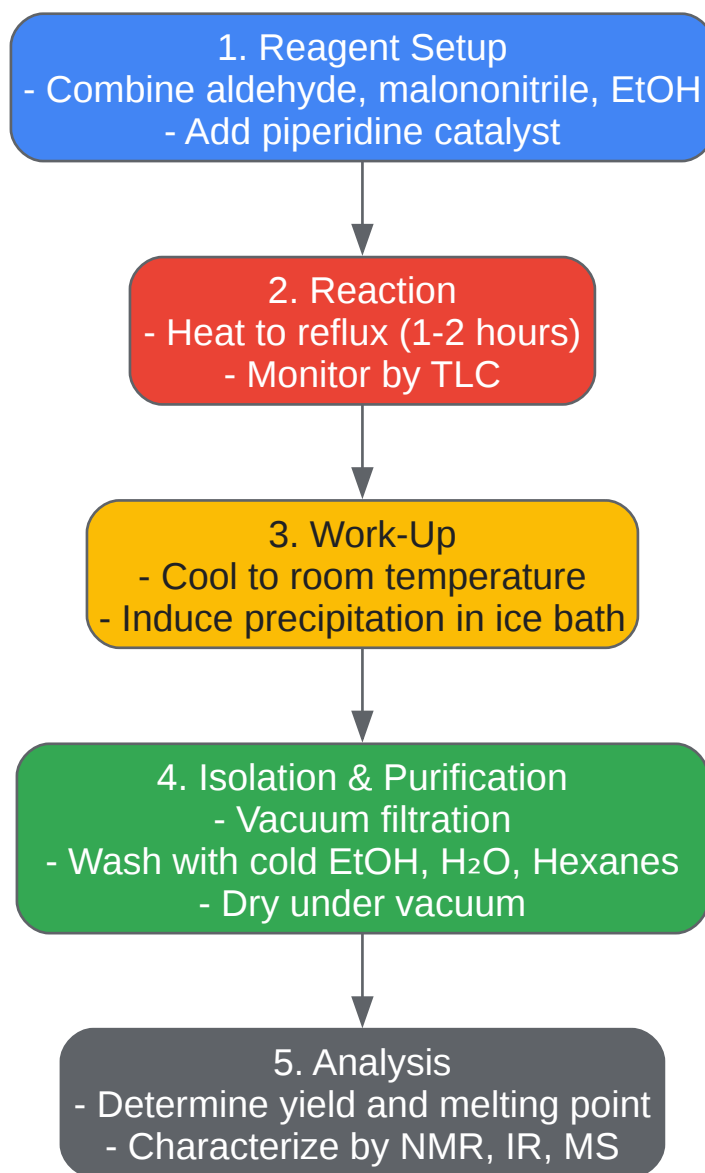 1. Reagent Setup
- Combine aldehyde, malononitrile, EtOH
- Add piperidine catalyst
2. Reaction
- Heat to reflux (1-2 hours)
- Monitor by TLC
3. Work-Up
- Cool to room temperature
- Induce precipitation in ice bath
4. Isolation & Purification
- Vacuum filtration
- Wash with cold EtOH, H₂O, Hexanes
- Dry under vacuum
5. Analysis
- Determine yield and melting point
- Characterize by NMR, IR, MS